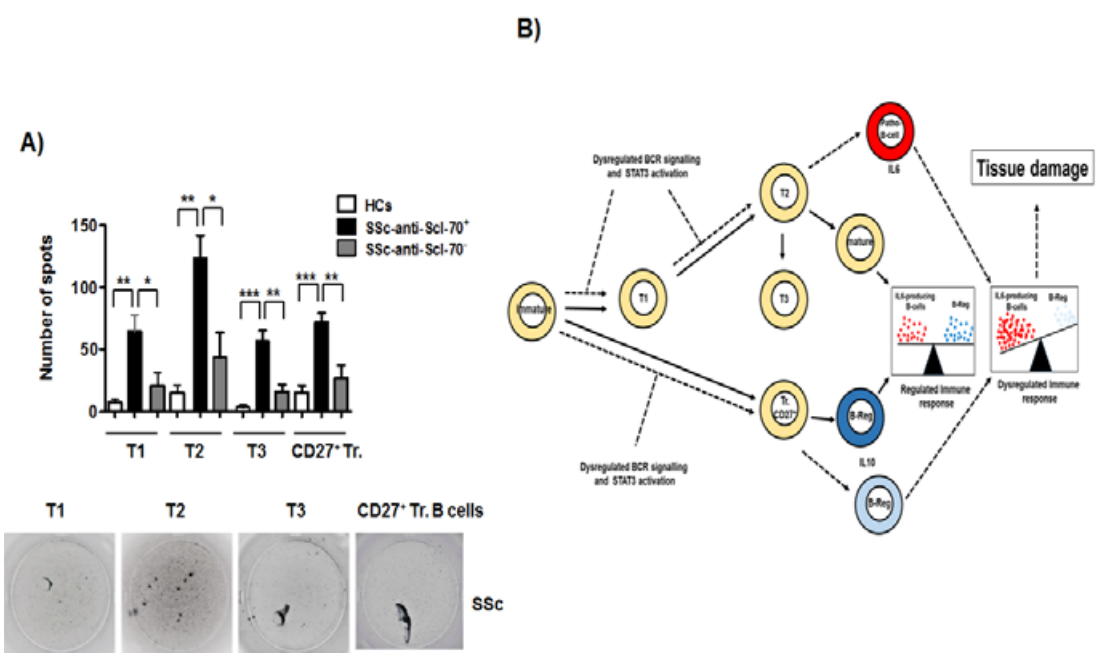 A)
Number of spots
150
100
50
0
** * ** * *** ** *** **
HCs
SSc-anti-Scl-70⁺
SSc-anti-Scl-70⁻
T1 T2 T3 CD27⁺ Tr.
T1 T2 T3 CD27⁺ Tr. B cells
SSc
B)
Dysregulated BCR signalling
and STAT3 activation
Immature
T1
T2
T3
Patho-
B-cell
IL6
mature
Tr.
CD27⁺
B-Reg
IL10
B-Reg
Dysregulated BCR signalling
and STAT3 activation
IL6-producing
B-cells
B-Reg
Regulated Immune
response
IL6-producing
B-cells
B-Reg
Dysregulated Immune
response
Tissue damage